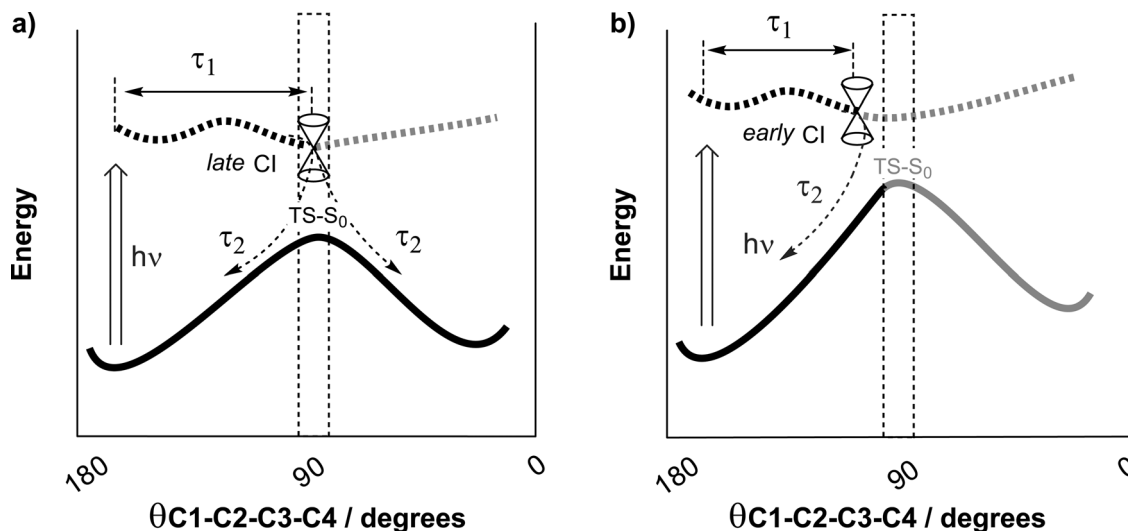 a)
τ1
late CI
TS-S0
τ2
τ2
hν
Energy
180
90
0
θC1-C2-C3-C4 / degrees
b)
τ1
early CI
TS-S0
τ2
hν
Energy
180
90
0
θC1-C2-C3-C4 / degrees